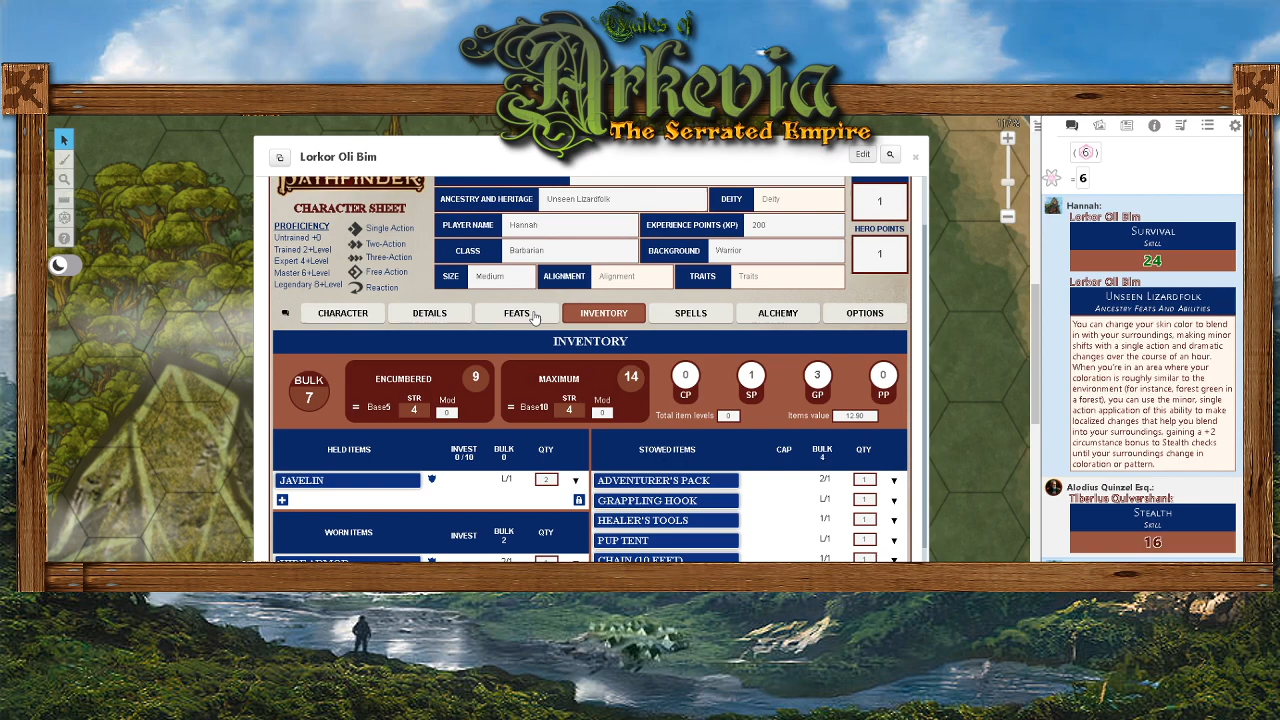 Tales of
Arkevia
The Serrated Empire
Lorkor Oli Bim
Edit
PATHFINDER
CHARACTER SHEET
PROFICIENCY
Untrained +0
Trained 2+Level
Expert 4+Level
Master 6+Level
Legendary 8+Level
Single Action
Two-Action
Three-Action
Free Action
Reaction
ANCESTRY AND HERITAGE Unseen Lizardfolk DEITY Deity
PLAYER NAME Hannah EXPERIENCE POINTS (XP) 200
CLASS Barbarian BACKGROUND Warrior
SIZE Medium ALIGNMENT Alignment TRAITS Traits
1
HERO POINTS
1
CHARACTER DETAILS FEATS INVENTORY SPELLS ALCHEMY OPTIONS
INVENTORY
BULK
7
ENCUMBERED 9
= Base5 STR 4 Mod 0
MAXIMUM 14
= Base10 STR 4 Mod 0
0 CP 1 SP 3 GP 0 PP
Total item levels 0 Items value 12.90
HELD ITEMS INVEST 0 / 10 BULK 0 QTY
JAVELIN L/1 2
WORN ITEMS INVEST BULK 2 QTY
STOWED ITEMS CAP BULK 4 QTY
ADVENTURER'S PACK 2/1 1
GRAPPLING HOOK L/1 1
HEALER'S TOOLS 1/1 1
PUP TENT L/1 1
CHAIN (10 FEET) 1/1
(6)
= 6
Hannah:
Lorkor Oli Bim
SURVIVAL
SKILL
24
Lorkor Oli Bim
UNSEEN LIZARDFOLK
ANCESTRY FEATS AND ABILITIES
You can change your skin color to blend
in with your surroundings, making minor
shifts with a single action and dramatic
changes over the course of an hour.
When you're in an area where your
coloration is roughly similar to the
environment (for instance, forest green in
a forest), you can use the minor, single
action application of this ability to make
localized changes that help you blend
into your surroundings, gaining a +2
circumstance bonus to Stealth checks
until your surroundings change in
coloration or pattern.
Alodius Quinzel Esq.:
Tiberius Quivershank
STEALTH
SKILL
16